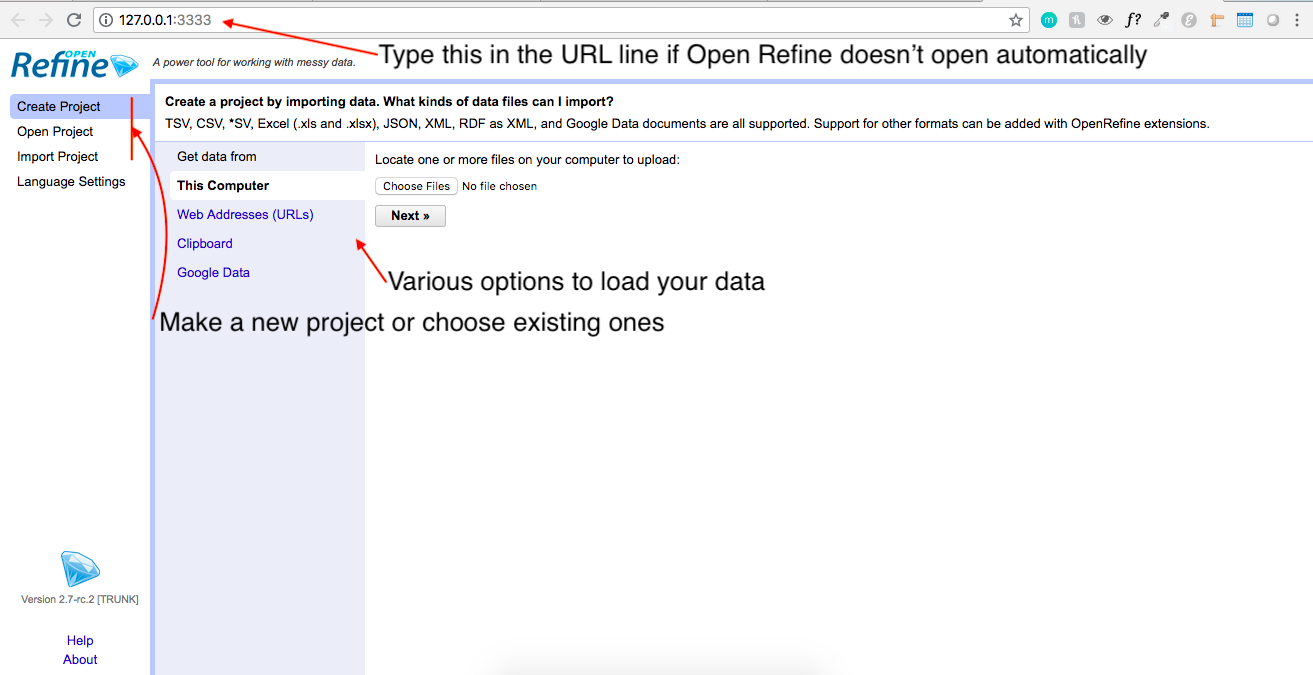 127.0.0.1:3333
Type this in the URL line if Open Refine doesn't open automatically
OPEN
Refine
A power tool for working with messy data.
Create Project
Open Project
Import Project
Language Settings
Create a project by importing data. What kinds of data files can I import?
TSV, CSV, *SV, Excel (.xls and .xlsx), JSON, XML, RDF as XML, and Google Data documents are all supported. Support for other formats can be added with OpenRefine extensions.
Get data from
This Computer
Web Addresses (URLs)
Clipboard
Google Data
Locate one or more files on your computer to upload:
Choose Files No file chosen
Next »
Various options to load your data
Make a new project or choose existing ones
Version 2.7-rc.2 [TRUNK]
Help
About